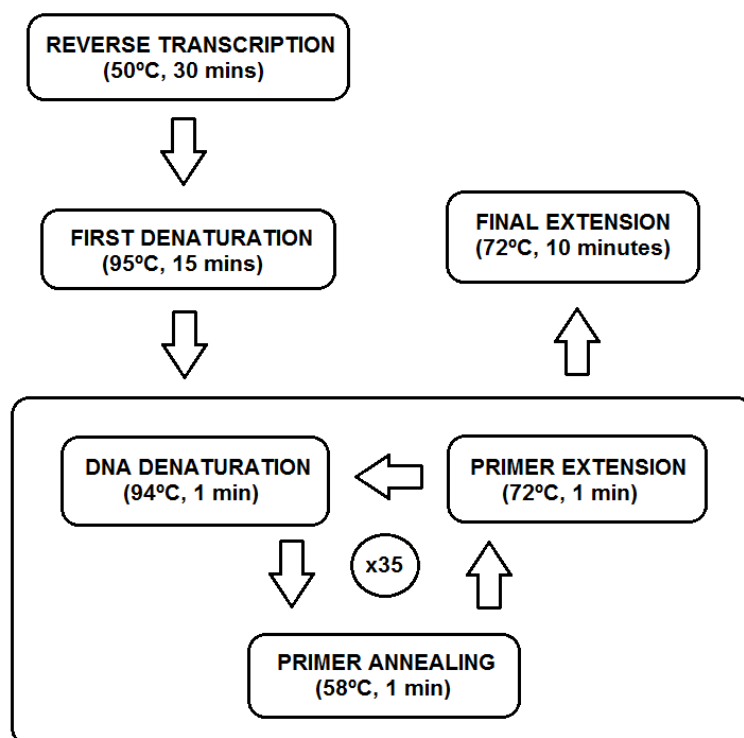 REVERSE TRANSCRIPTION
(50ºC, 30 mins)
FIRST DENATURATION
(95ºC, 15 mins)
FINAL EXTENSION
(72ºC, 10 minutes)
DNA DENATURATION
(94ºC, 1 min)
PRIMER EXTENSION
(72ºC, 1 min)
x35
PRIMER ANNEALING
(58ºC, 1 min)